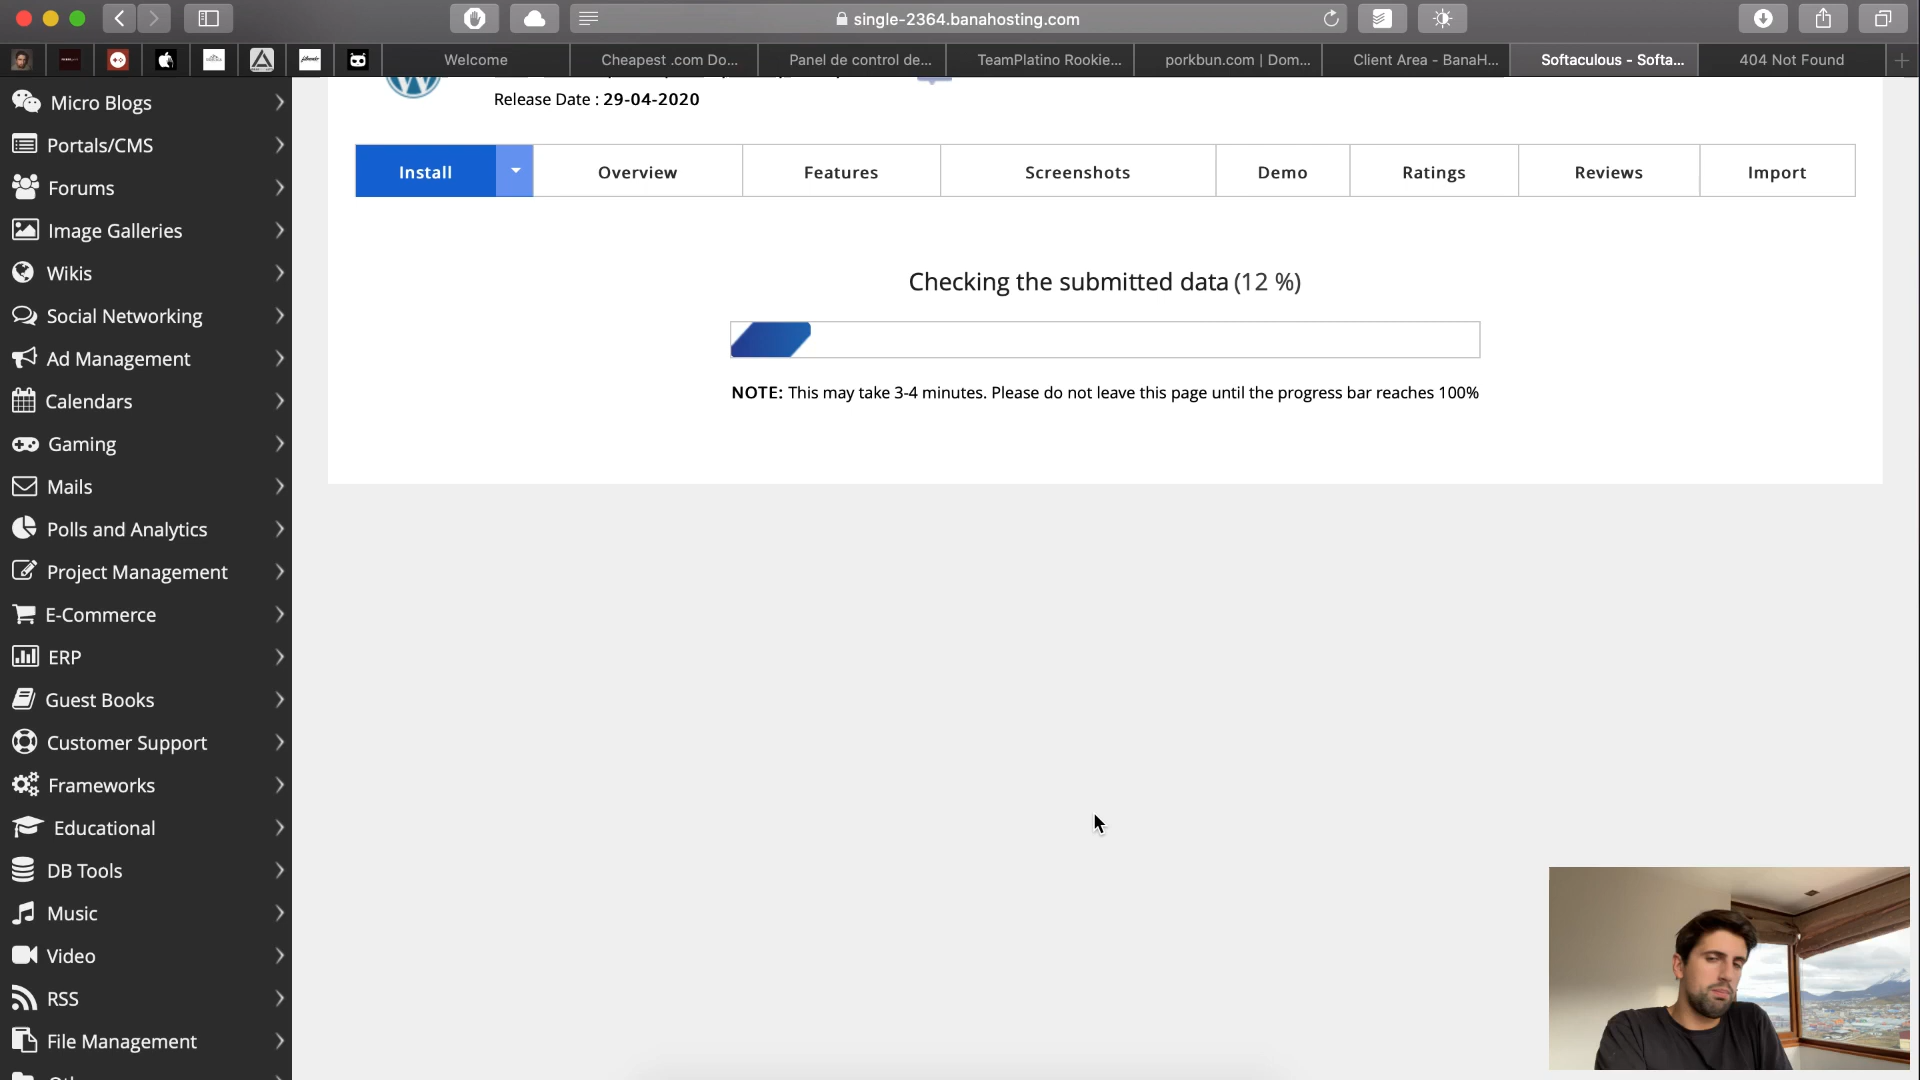 single-2364.banahosting.com
Welcome
Cheapest .com Do...
Panel de control de...
TeamPlatino Rookie...
porkbun.com | Dom...
Client Area - BanaH...
Softaculous - Softa...
404 Not Found
Release Date : 29-04-2020
Install
Overview
Features
Screenshots
Demo
Ratings
Reviews
Import
Checking the submitted data (12 %)
NOTE: This may take 3-4 minutes. Please do not leave this page until the progress bar reaches 100%
Micro Blogs
Portals/CMS
Forums
Image Galleries
Wikis
Social Networking
Ad Management
Calendars
Gaming
Mails
Polls and Analytics
Project Management
E-Commerce
ERP
Guest Books
Customer Support
Frameworks
Educational
DB Tools
Music
Video
RSS
File Management